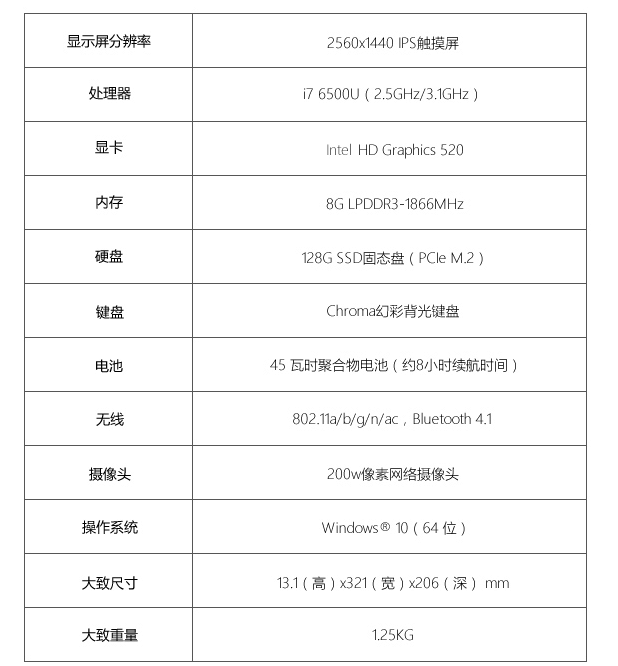 显示屏分辨率 2560x1440 IPS触摸屏
处理器 i7 6500U（2.5GHz/3.1GHz）
显卡 Intel HD Graphics 520
内存 8G LPDDR3-1866MHz
硬盘 128G SSD固态盘（PCIe M.2）
键盘 Chroma幻彩背光键盘
电池 45 瓦时聚合物电池（约8小时续航时间）
无线 802.11a/b/g/n/ac，Bluetooth 4.1
摄像头 200w像素网络摄像头
操作系统 Windows® 10（64 位）
大致尺寸 13.1（高）x321（宽）x206（深） mm
大致重量 1.25KG